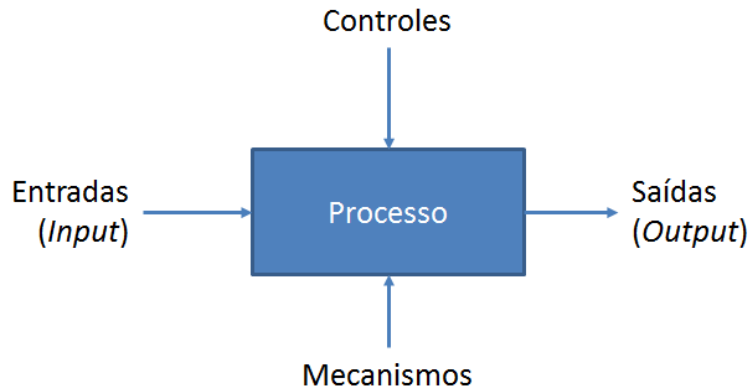 Controles
Entradas
(Input)
Processo
Saídas
(Output)
Mecanismos